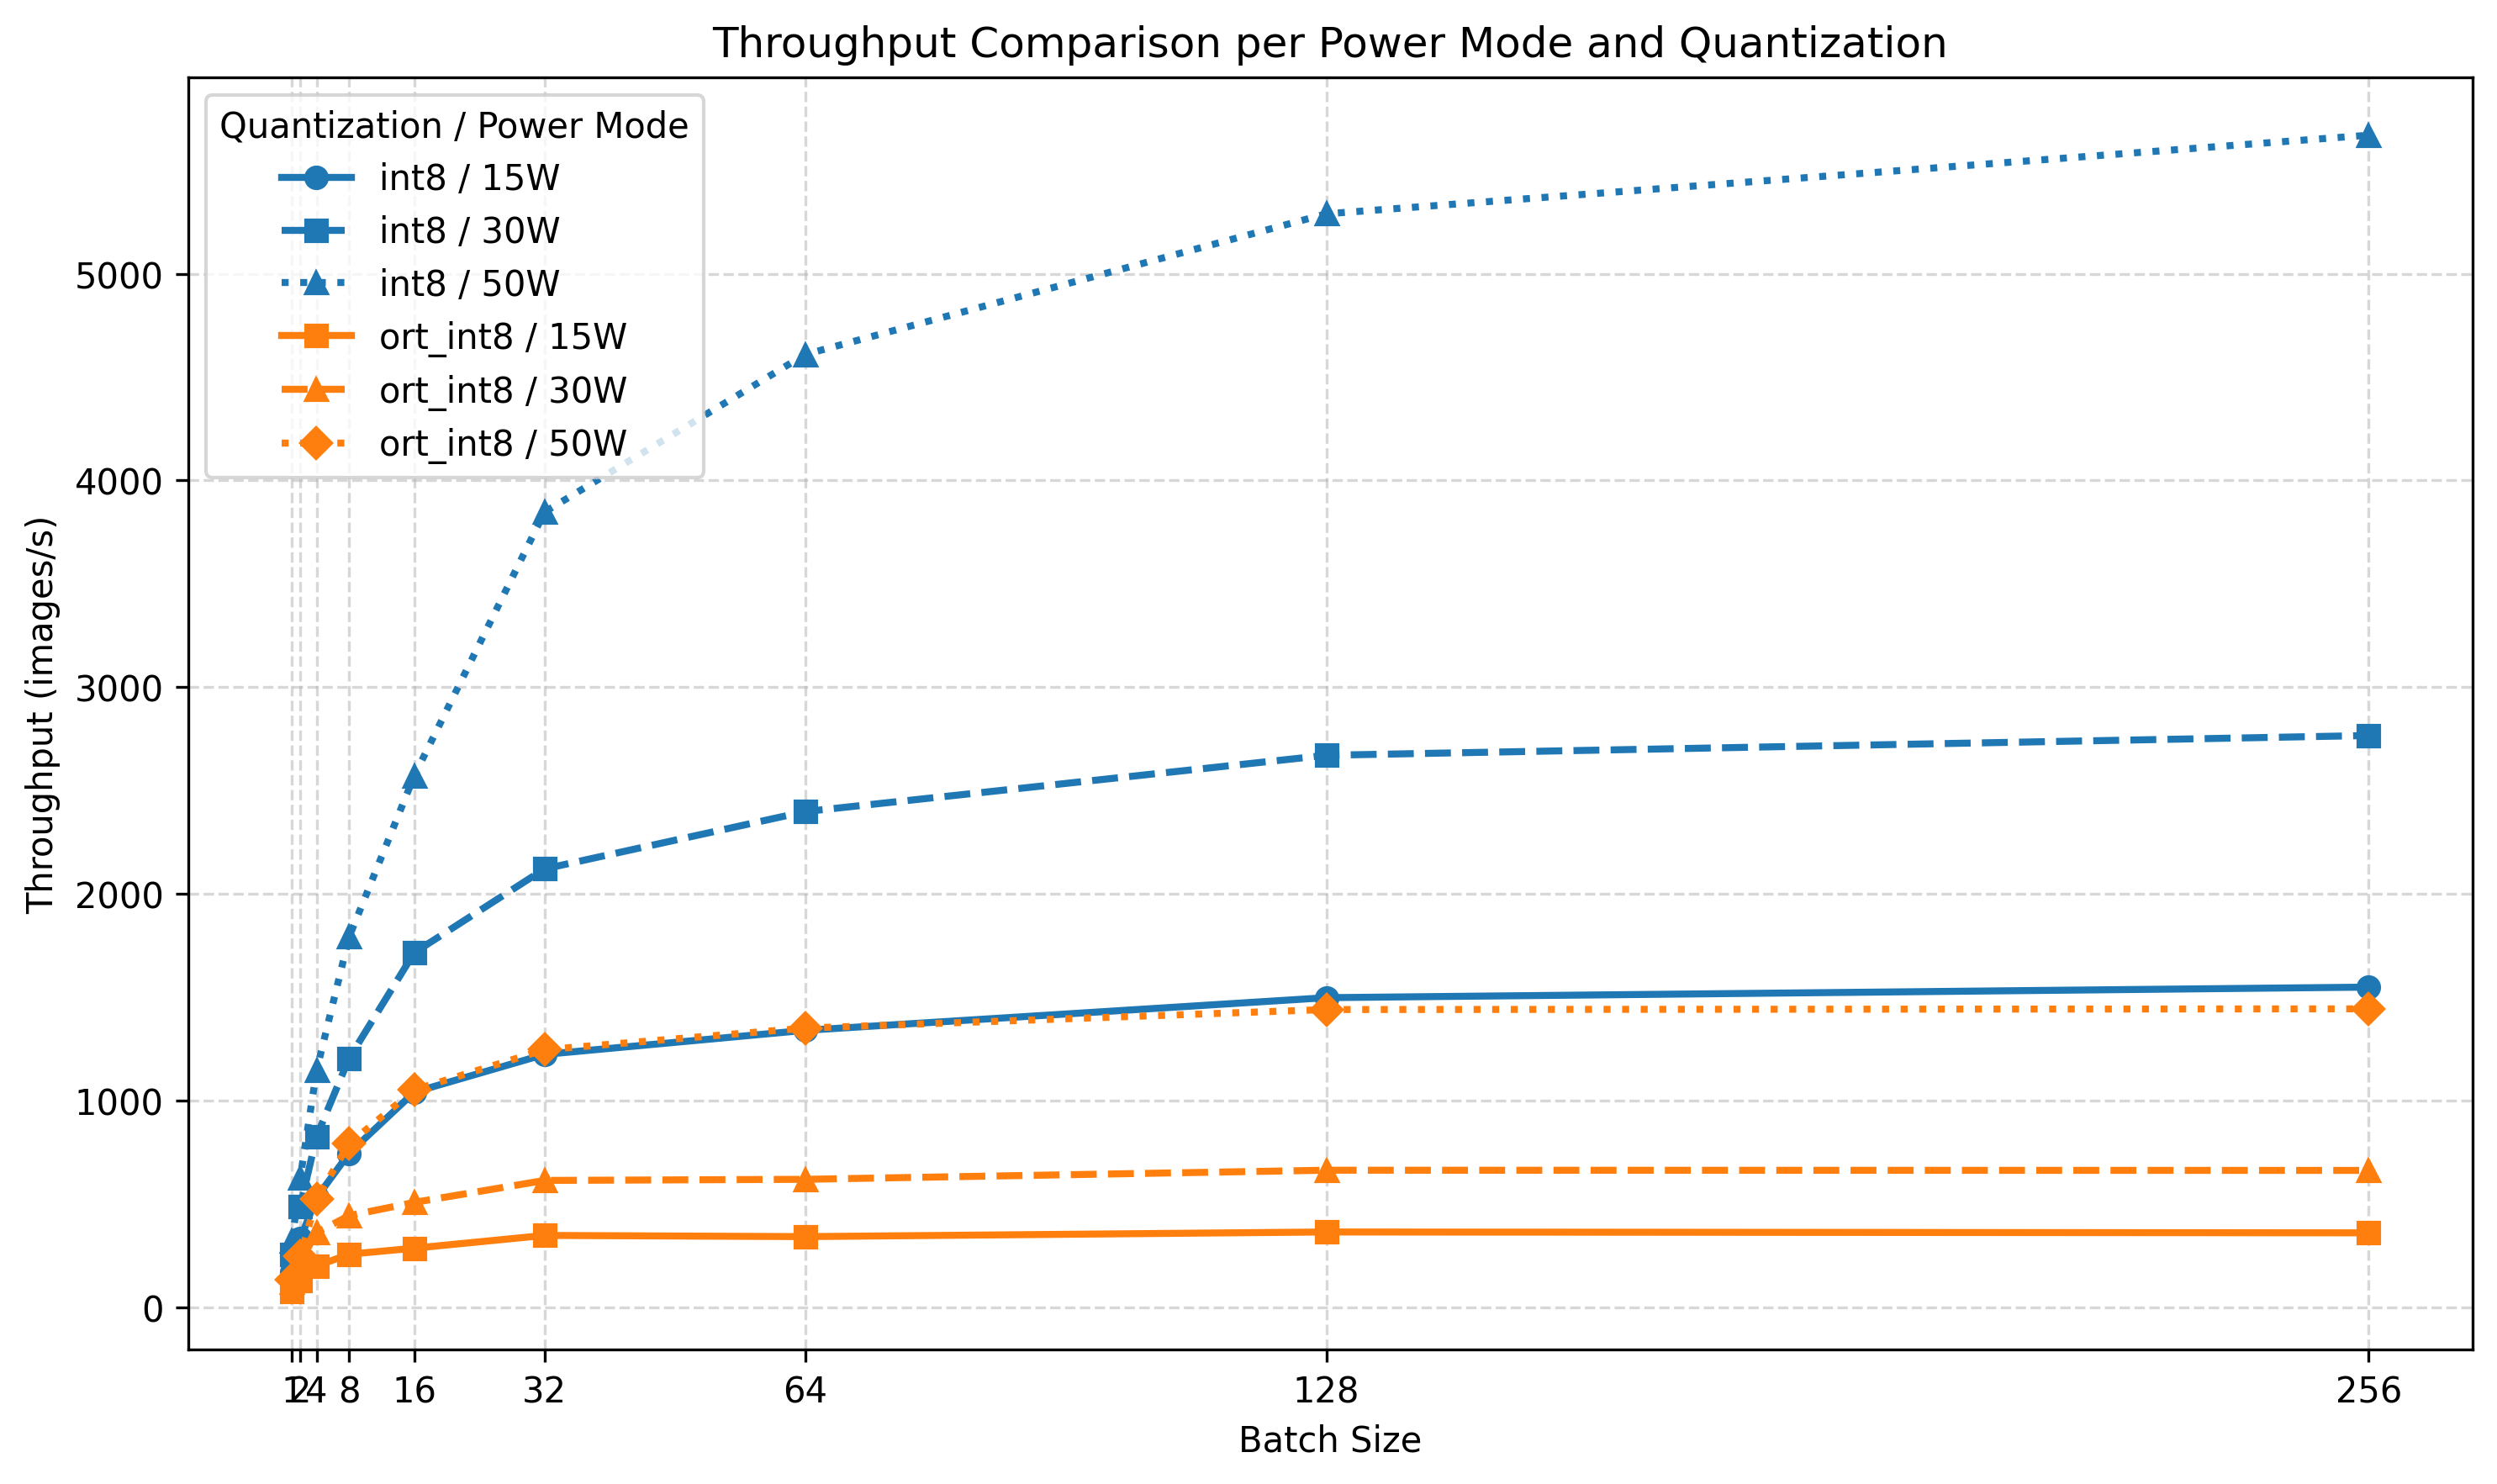 Throughput Comparison per Power Mode and Quantization
Quantization / Power Mode
int8 / 15W
int8 / 30W
int8 / 50W
ort_int8 / 15W
ort_int8 / 30W
ort_int8 / 50W
Throughput (images/s)
5000
4000
3000
2000
1000
0
1 2 4 8 16 32 64 128 256
Batch Size